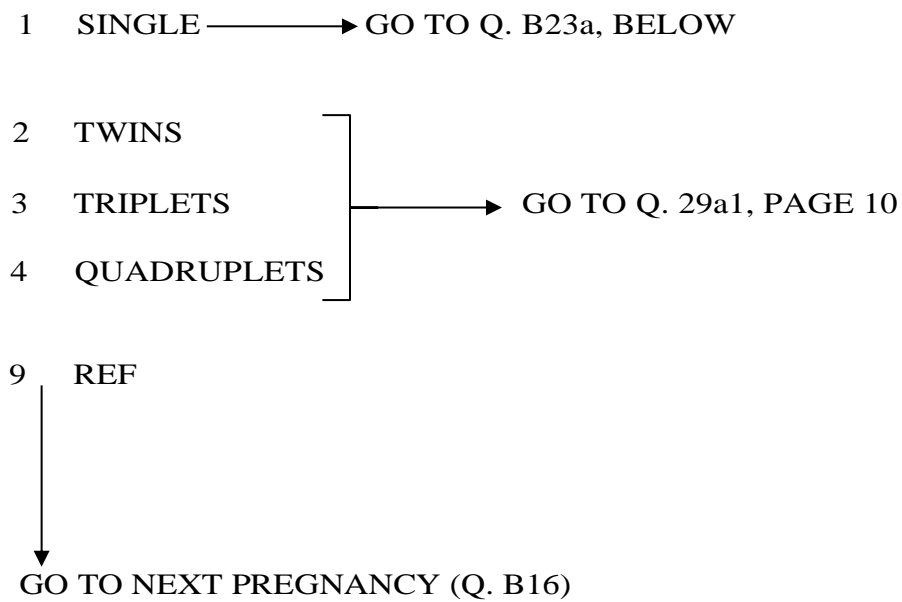 1 SINGLE GO TO Q. B23a, BELOW
2 TWINS
3 TRIPLETS GO TO Q. 29a1, PAGE 10
4 QUADRUPLETS
9 REF
GO TO NEXT PREGNANCY (Q. B16)